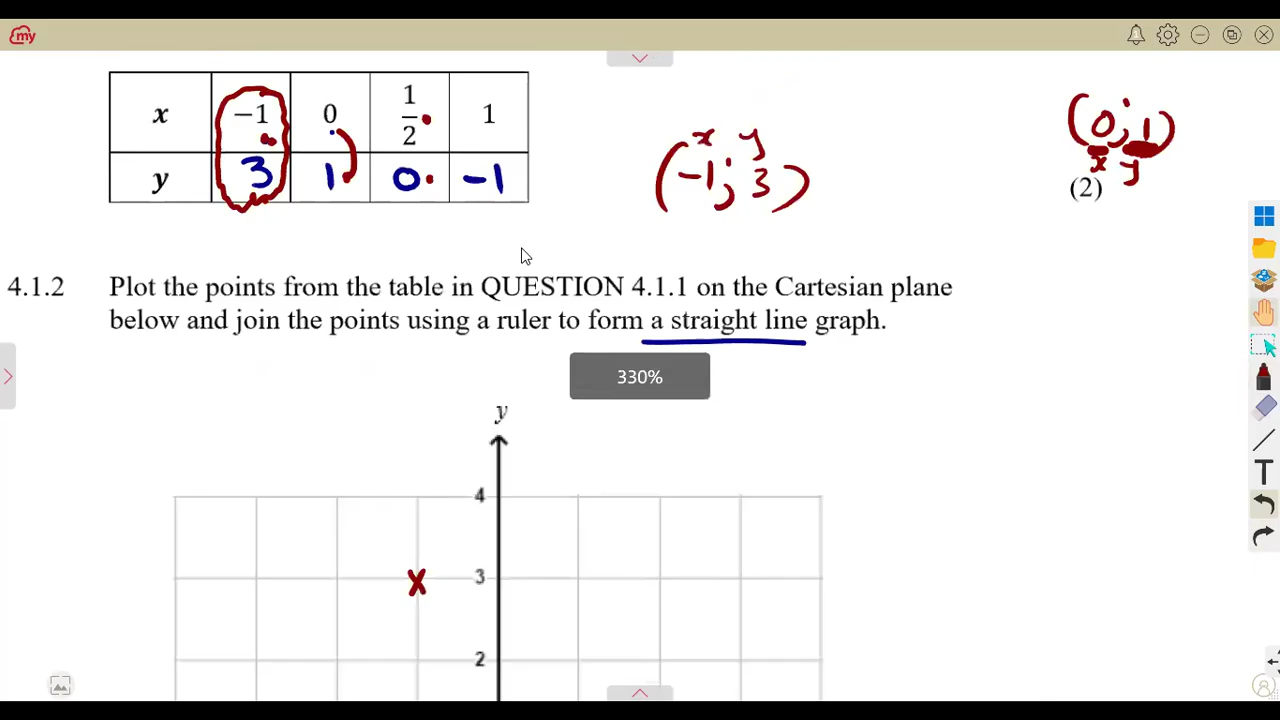 my
x −1 0 1/2 1
y 3 1 0 -1
x y
(-1; 3)
(0; 1)
x y
(2)
4.1.2 Plot the points from the table in QUESTION 4.1.1 on the Cartesian plane
below and join the points using a ruler to form a straight line graph.
330%
y
4
x 3
2
T